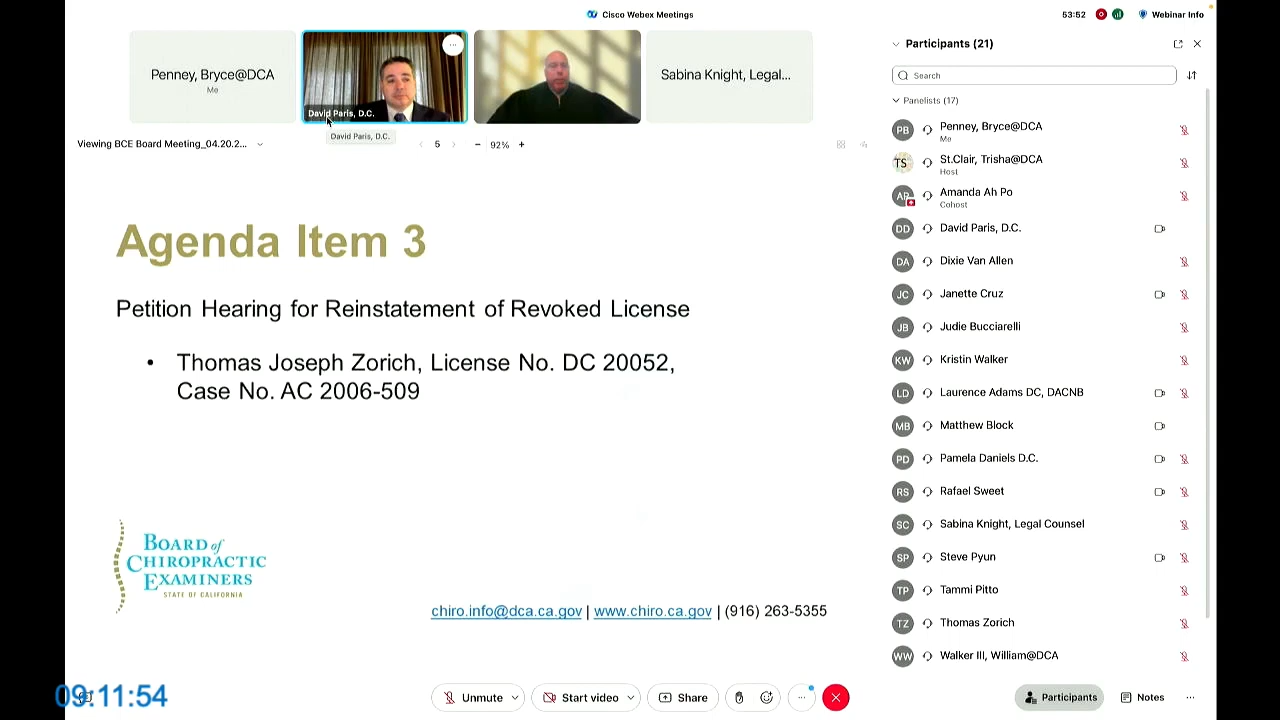 Cisco Webex Meetings
53:52
Webinar Info
Penney, Bryce@DCA
Me
David Paris, D.C.
Sabina Knight, Legal...
David Paris, D.C.
Viewing BCE Board Meeting_04.20.2...
5
92%
Agenda Item 3
Petition Hearing for Reinstatement of Revoked License
• Thomas Joseph Zorich, License No. DC 20052,
Case No. AC 2006-509
BOARD of
CHIROPRACTIC
EXAMINERS
STATE OF CALIFORNIA
chiro.info@dca.ca.gov | www.chiro.ca.gov | (916) 263-5355
Participants (21)
Search
Panelists (17)
PB Penney, Bryce@DCA
Me
TS St.Clair, Trisha@DCA
Host
AP Amanda Ah Po
Cohost
DD David Paris, D.C.
DA Dixie Van Allen
JC Janette Cruz
JB Judie Bucciarelli
KW Kristin Walker
LD Laurence Adams DC, DACNB
MB Matthew Block
PD Pamela Daniels D.C.
RS Rafael Sweet
SC Sabina Knight, Legal Counsel
SP Steve Pyun
TP Tammi Pitto
TZ Thomas Zorich
WW Walker III, William@DCA
09:11:54
Unmute
Start video
Share
Participants
Notes